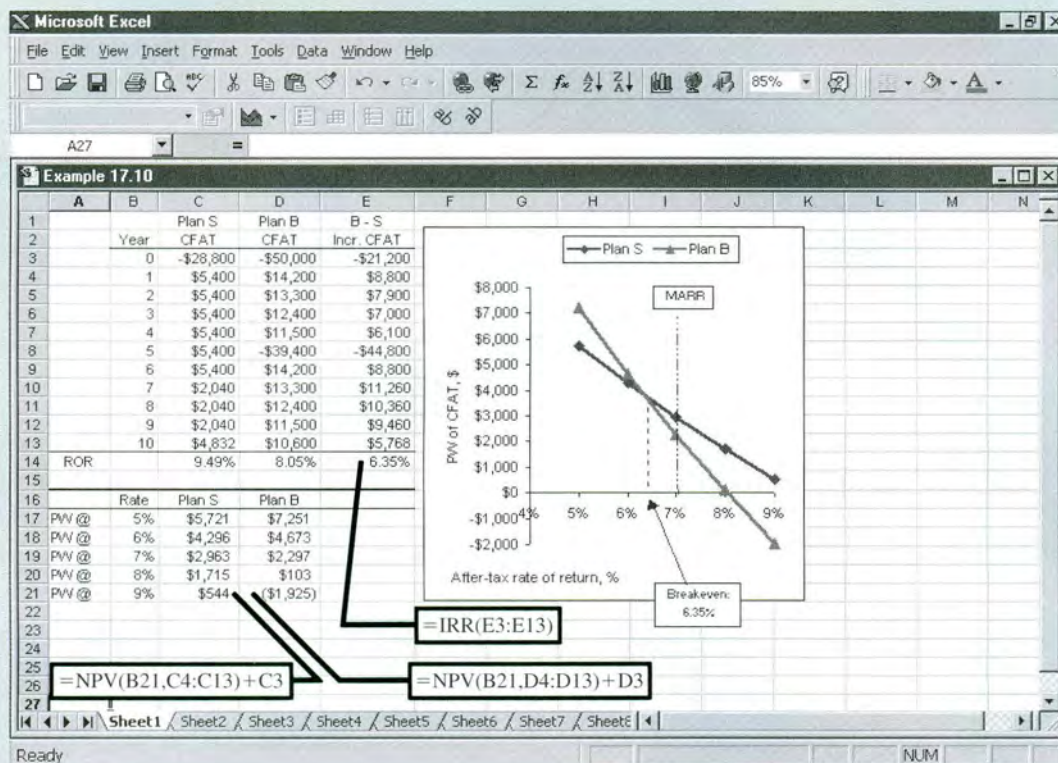 Microsoft Excel
File Edit View Insert Format Tools Data Window Help
85%
A27 =
Example 17.10
A B C D E F G H I J K L M N
1 Plan S Plan B B - S
2 Year CFAT CFAT Incr. CFAT
3 0 -$28,800 -$50,000 -$21,200
4 1 $5,400 $14,200 $8,800
5 2 $5,400 $13,300 $7,900
6 3 $5,400 $12,400 $7,000
7 4 $5,400 $11,500 $6,100
8 5 $5,400 -$39,400 -$44,800
9 6 $5,400 $14,200 $8,800
10 7 $2,040 $13,300 $11,260
11 8 $2,040 $12,400 $10,360
12 9 $2,040 $11,500 $9,460
13 10 $4,832 $10,600 $5,768
14 ROR 9.49% 8.05% 6.35%
15
16 Rate Plan S Plan B
17 PW @ 5% $5,721 $7,251
18 PW @ 6% $4,296 $4,673
19 PW @ 7% $2,963 $2,297
20 PW @ 8% $1,715 $103
21 PW @ 9% $544 ($1,925)
22
23
24
25
26
27
Plan S Plan B
MARR
PW of CFAT, $
$8,000
$7,000
$6,000
$5,000
$4,000
$3,000
$2,000
$1,000
$0
-$1,000
-$2,000
4% 5% 6% 7% 8% 9%
After-tax rate of return, %
Breakeven:
6.35%
=IRR(E3:E13)
=NPV(B21,C4:C13)+C3
=NPV(B21,D4:D13)+D3
Sheet1 Sheet2 Sheet3 Sheet4 Sheet5 Sheet6 Sheet7
Ready NUM